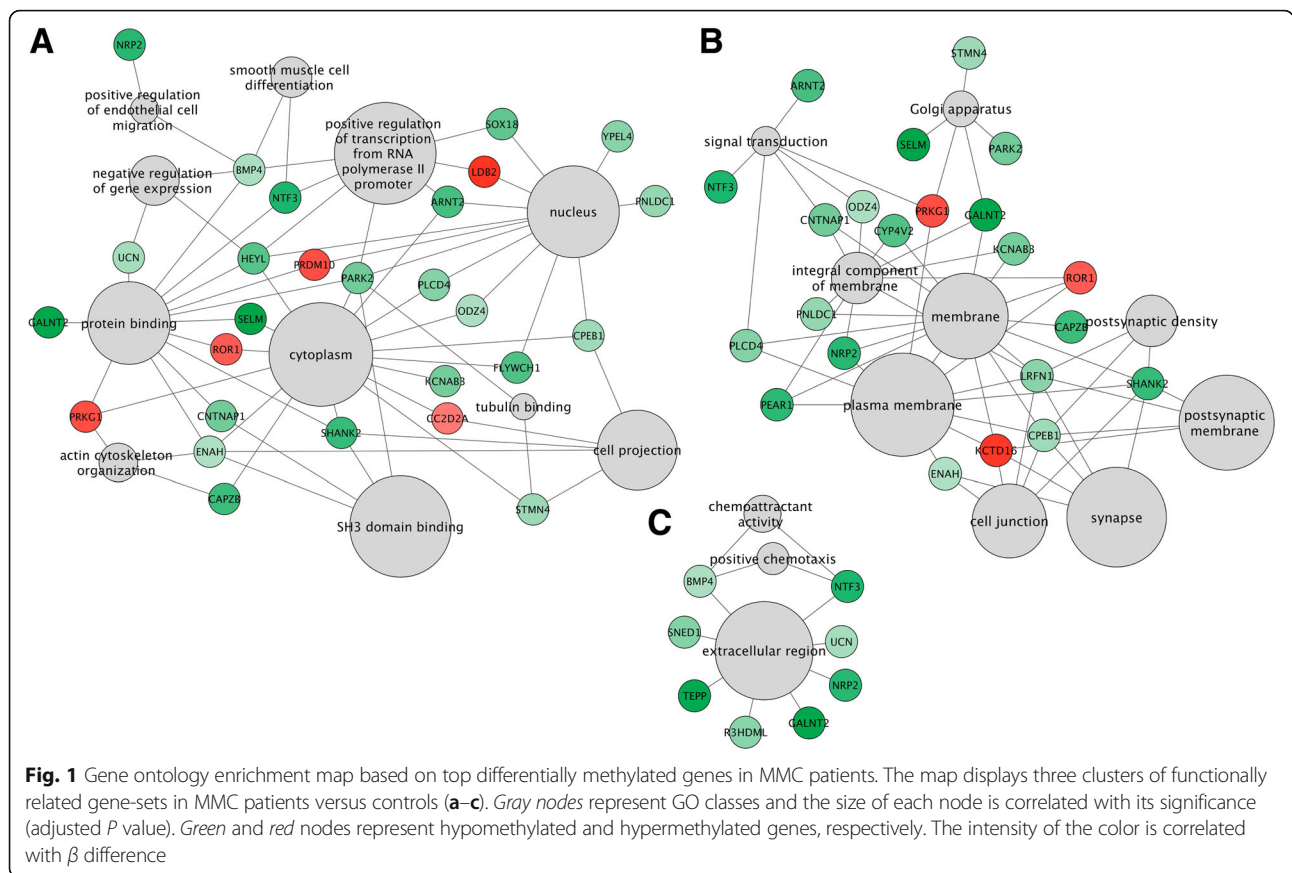 A
NRP2
smooth muscle cell
differentiation
positive regulation
of endothelial cell
migration
positive regulation
of transcription
from RNA
polymerase II
promoter
SOX18
YPEL4
LDB2
negative regulation
of gene expression
BMP4
NTF3
ARNT2
PNLDC1
nucleus
UCN
HEYL
PRDM10
PARK2
PLCD4
ODZ4
GALNT2
protein binding
SELM
CPEB1
ROR1
cytoplasm
FLYWCH1
KCNAB3
tubulin binding
PRKG1
CNTNAP1
CC2D2A
SHANK2
actin cytoskeleton
organization
ENAH
cell projection
CAPZB
STMN4
SH3 domain binding
B
STMN4
ARNT2
Golgi apparatus
signal transduction
SELM
PARK2
NTF3
ODZ4
PRKG1
GALNT2
CNTNAP1
CYP4V2
KCNAB3
integral component
of membrane
ROR1
PNLDC1
membrane
CAPZB
postsynaptic density
PLCD4
NRP2
LRFN1
SHANK2
PEAR1
plasma membrane
postsynaptic
membrane
CPEB1
KCTD16
ENAH
cell junction
synapse
C
chemoattractant
activity
positive chemotaxis
BMP4
NTF3
SNED1
UCN
extracellular region
NRP2
TEPP
GALNT2
R3HDML
Fig. 1 Gene ontology enrichment map based on top differentially methylated genes in MMC patients. The map displays three clusters of functionally
related gene-sets in MMC patients versus controls (a–c). Gray nodes represent GO classes and the size of each node is correlated with its significance
(adjusted P value). Green and red nodes represent hypomethylated and hypermethylated genes, respectively. The intensity of the color is correlated
with β difference